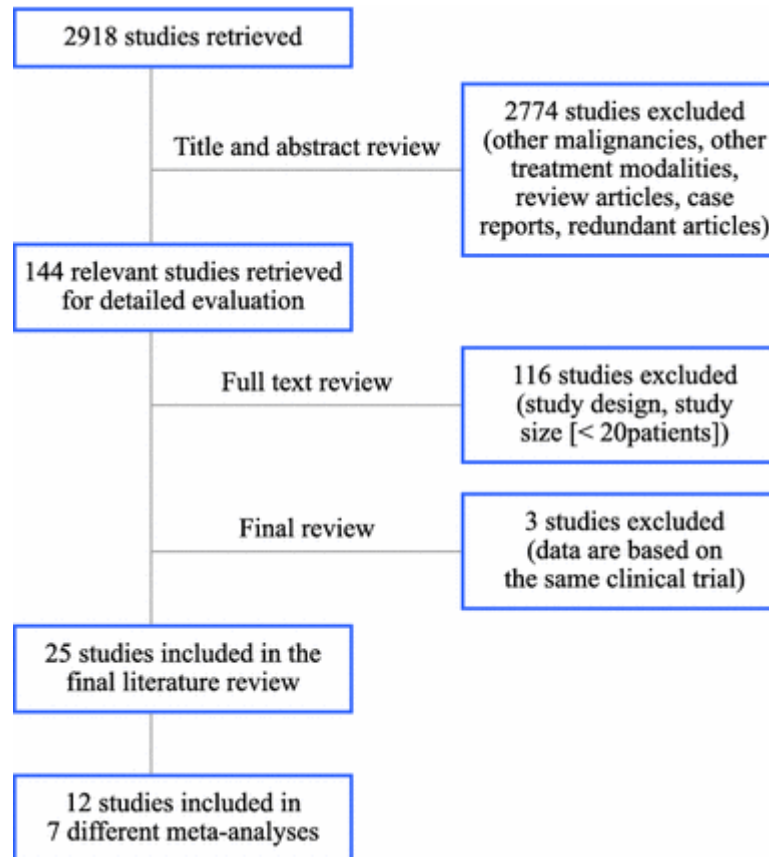 2918 studies retrieved
Title and abstract review
2774 studies excluded
(other malignancies, other
treatment modalities,
review articles, case
reports, redundant articles)
144 relevant studies retrieved
for detailed evaluation
Full text review
116 studies excluded
(study design, study
size [< 20patients])
Final review
3 studies excluded
(data are based on
the same clinical trial)
25 studies included in the
final literature review
12 studies included in
7 different meta-analyses